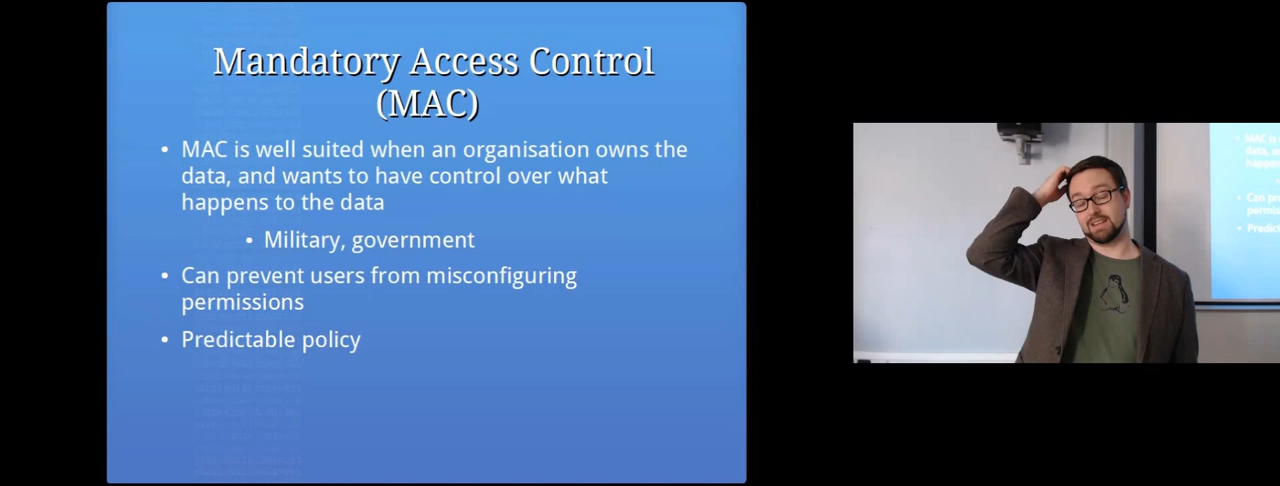 Mandatory Access Control
(MAC)
• MAC is well suited when an organisation owns the
data, and wants to have control over what
happens to the data
• Military, government
• Can prevent users from misconfiguring
permissions
• Predictable policy